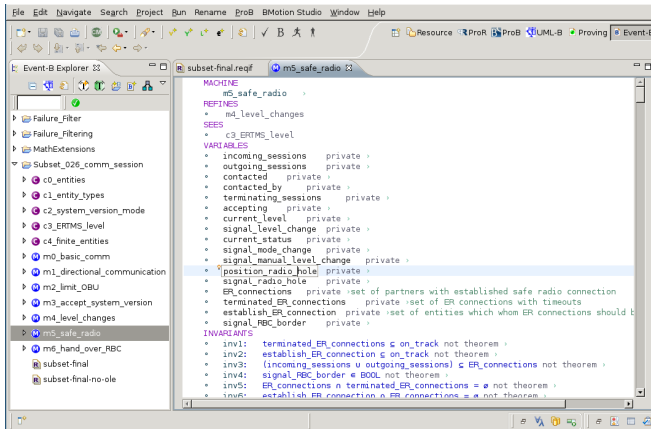 File Edit Navigate Search Project Run Rename ProB BMotion Studio Window Help
Resource ProR ProB UML-B Proving Event-B
Event-B Explorer
subset-final.reqif
m5_safe_radio
Failure_Filter
Failure_Filtering
MathExtensions
Subset_026_comm_session
c0_entities
c1_entity_types
c2_system_version_mode
c3_ERTMS_level
c4_finite_entities
m0_basic_comm
m1_directional_communication
m2_limit_OBU
m3_accept_system_version
m4_level_changes
m5_safe_radio
m6_hand_over_RBC
subset-final
subset-final-no-ole
MACHINE
m5_safe_radio ›
REFINES
m4_level_changes
SEES
c3_ERTMS_level
VARIABLES
incoming_sessions private ›
outgoing_sessions private ›
contacted private ›
contacted_by private ›
terminating_sessions private ›
accepting private ›
current_level private ›
signal_level_change private ›
current_status private ›
signal_mode_change private ›
signal_manual_level_change private ›
position_radio_hole private ›
signal_radio_hole private ›
ER_connections private ›set of partners with established safe radio connection
terminated_ER_connections private ›set of ER connections with timeouts
establish_ER_connection private ›set of entities which whom ER connections should b
signal_RBC_border private ›
INVARIANTS
inv1: terminated_ER_connections ⊆ on_track not theorem ›
inv2: establish_ER_connection ⊆ on_track not theorem ›
inv3: (incoming_sessions ∪ outgoing_sessions) ⊆ ER_connections not theorem ›
inv4: signal_RBC_border ∈ BOOL not theorem ›
inv5: ER_connections ∩ terminated_ER_connections = ∅ not theorem ›
inv6: establish_ER_connection ∩ ER_connections = ∅ not theorem ›